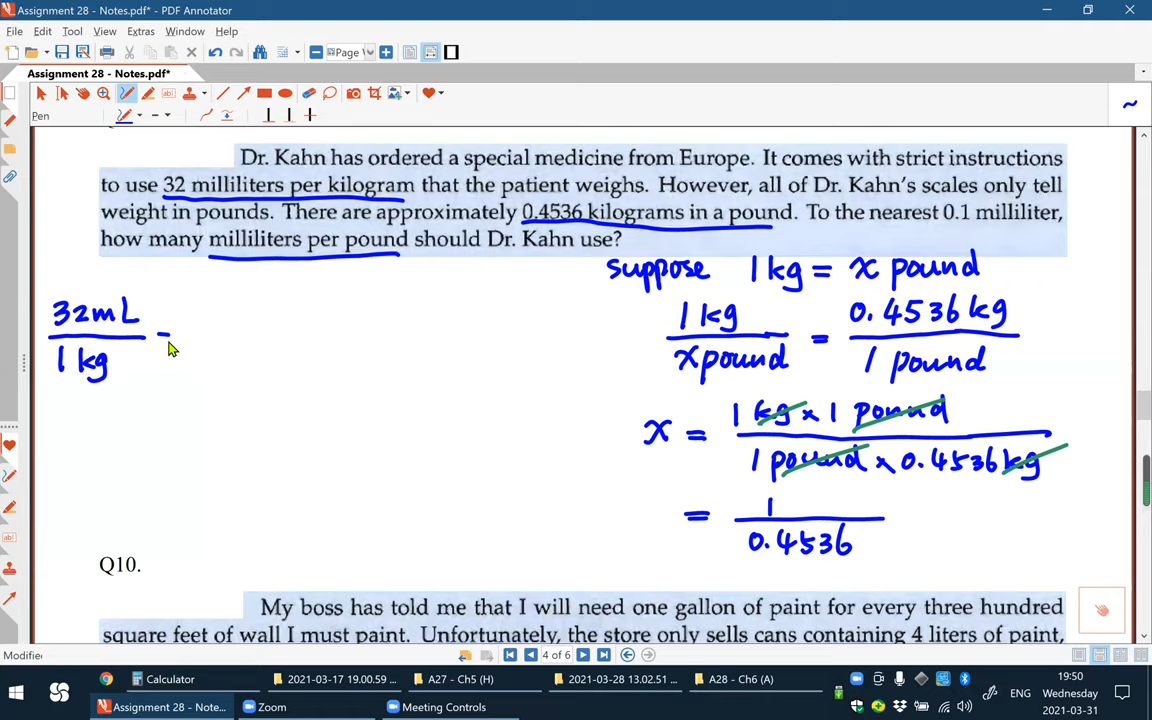 Assignment 28 - Notes.pdf* - PDF Annotator
File Edit Tool View Extras Window Help
Page
Assignment 28 - Notes.pdf*
Pen
Dr. Kahn has ordered a special medicine from Europe. It comes with strict instructions
to use 32 milliliters per kilogram that the patient weighs. However, all of Dr. Kahn's scales only tell
weight in pounds. There are approximately 0.4536 kilograms in a pound. To the nearest 0.1 milliliter,
how many milliliters per pound should Dr. Kahn use?
suppose 1 kg = x pound
32mL
1 kg
=
1 kg
x pound
=
0.4536 kg
1 pound
x = 1 kg x 1 pound
1 pound x 0.4536 kg
= 1
0.4536
Q10.
My boss has told me that I will need one gallon of paint for every three hundred
square feet of wall I must paint. Unfortunately, the store only sells cans containing 4 liters of paint,
Modifie
4 of 6
Calculator
2021-03-17 19.00.59
A27 - Ch5 (H)
2021-03-28 13.02.51
A28 - Ch6 (A)
19:50
Assignment 28 - Note...
Zoom
Meeting Controls
ENG
Wednesday
2021-03-31